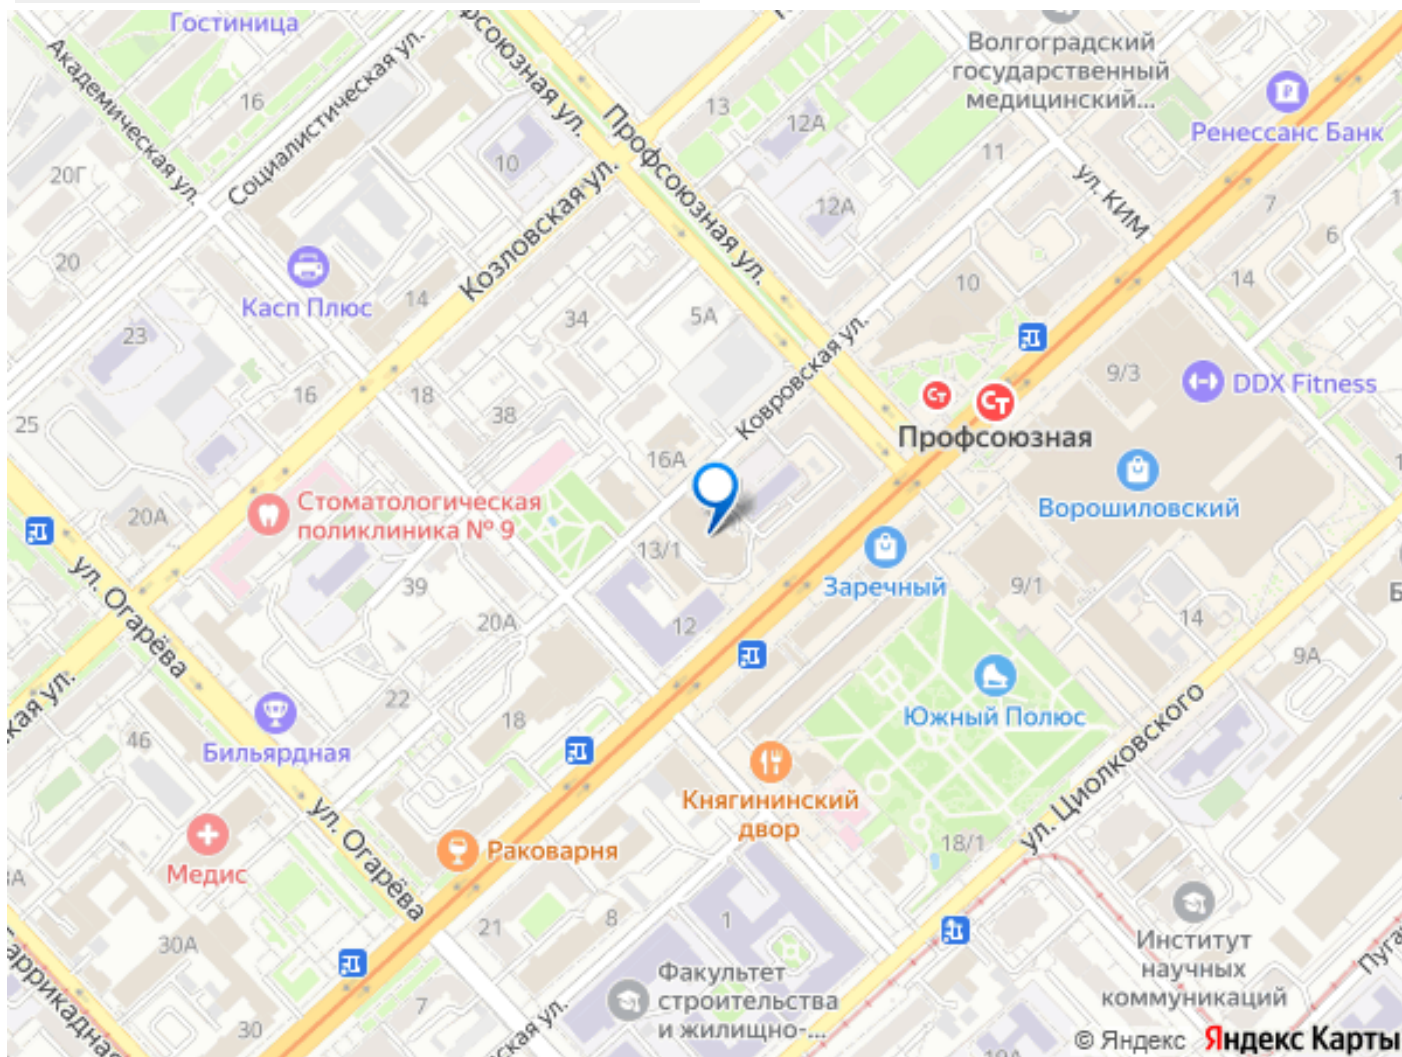 Гостиница
Академическая ул.
Социалистическая ул.
16
Профсоюзная ул.
13
12А
Волгоградский
государственный
медицинский...
Ренессанс Банк
20Г
10
11
ул. КИМ
7
6
12А
20
Касп Плюс
Козловская ул.
14
34
5А
10
14
23
Ковровская ул.
9/3
DDX Fitness
16
18
38
Профсоюзная
25
16А
Ворошиловский
20А
Стоматологическая
поликлиника № 9
13/1
Заречный
9/1
39
14
ул. Огарёва
20А
12
9А
22
18
Южный Полюс
46
Бильярдная
Княгининский
двор
ул. Циолковского
18/1
ул. Огарёва
Раковарня
Медис
21
8
1
30А
Факультет
строительства
и жилищно-...
Институт
научных
коммуникаций
7
30
© Яндекс Яндекс Карты